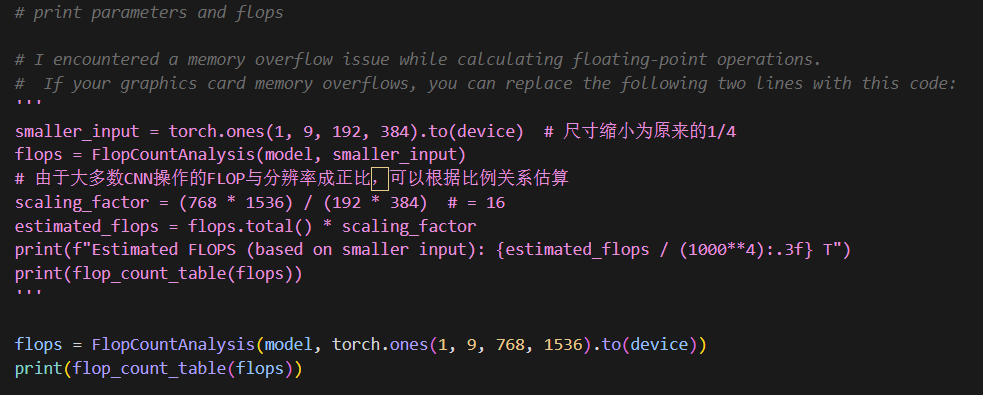 # print parameters and flops
# I encountered a memory overflow issue while calculating floating-point operations.
#  If your graphics card memory overflows, you can replace the following two lines with this code:
'''
smaller_input = torch.ones(1, 9, 192, 384).to(device)  # 尺寸缩小为原来的1/4
flops = FlopCountAnalysis(model, smaller_input)
# 由于大多数CNN操作的FLOP与分辨率成正比，可以根据比例关系估算
scaling_factor = (768 * 1536) / (192 * 384)  # = 16
estimated_flops = flops.total() * scaling_factor
print(f"Estimated FLOPS (based on smaller input): {estimated_flops / (1000**4):.3f} T")
print(flop_count_table(flops))
'''
flops = FlopCountAnalysis(model, torch.ones(1, 9, 768, 1536).to(device))
print(flop_count_table(flops))